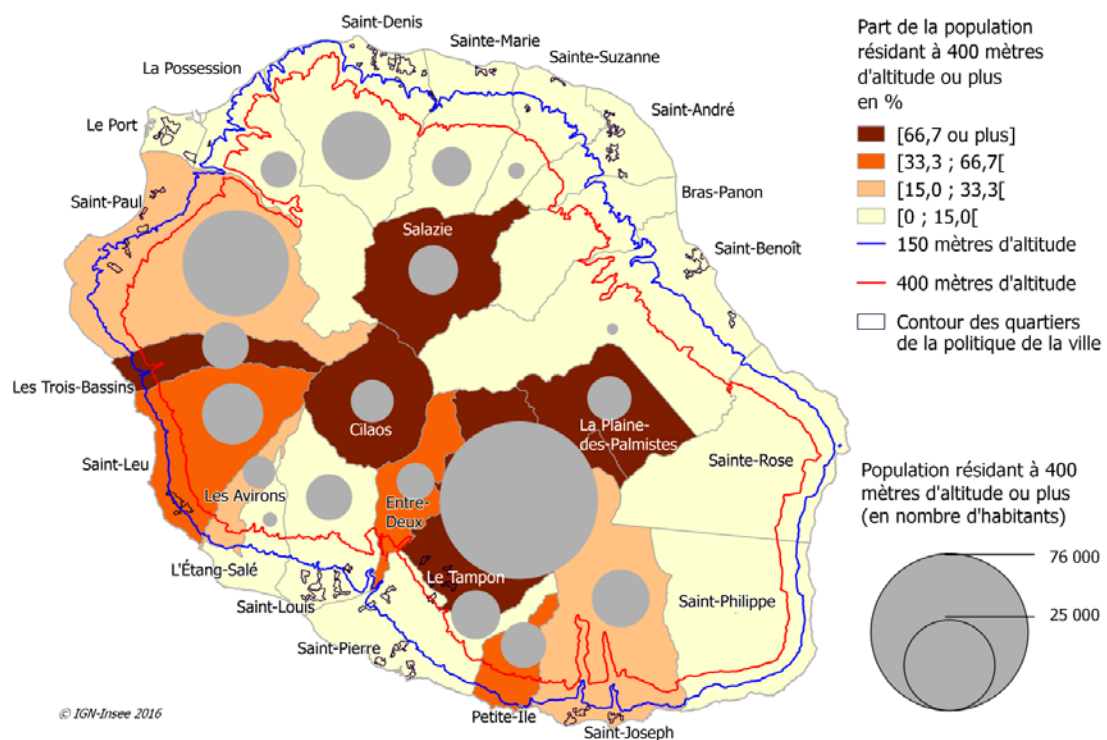 Saint-Denis
Sainte-Marie
Sainte-Suzanne
La Possession
Saint-André
Le Port
Bras-Panon
Saint-Paul
Salazie
Saint-Benoît
Les Trois-Bassins
Cilaos
La Plaine-
des-Palmistes
Sainte-Rose
Saint-Leu
Les Avirons
Entre-
Deux
L'Étang-Salé
Le Tampon
Saint-Louis
Saint-Philippe
Saint-Pierre
Petite-Ile
Saint-Joseph
© IGN-Insee 2016
Part de la population
résidant à 400 mètres
d'altitude ou plus
en %
[66,7 ou plus]
[33,3 ; 66,7[
[15,0 ; 33,3[
[0 ; 15,0[
150 mètres d'altitude
400 mètres d'altitude
Contour des quartiers
de la politique de la ville
Population résidant à 400
mètres d'altitude ou plus
(en nombre d'habitants)
76 000
25 000